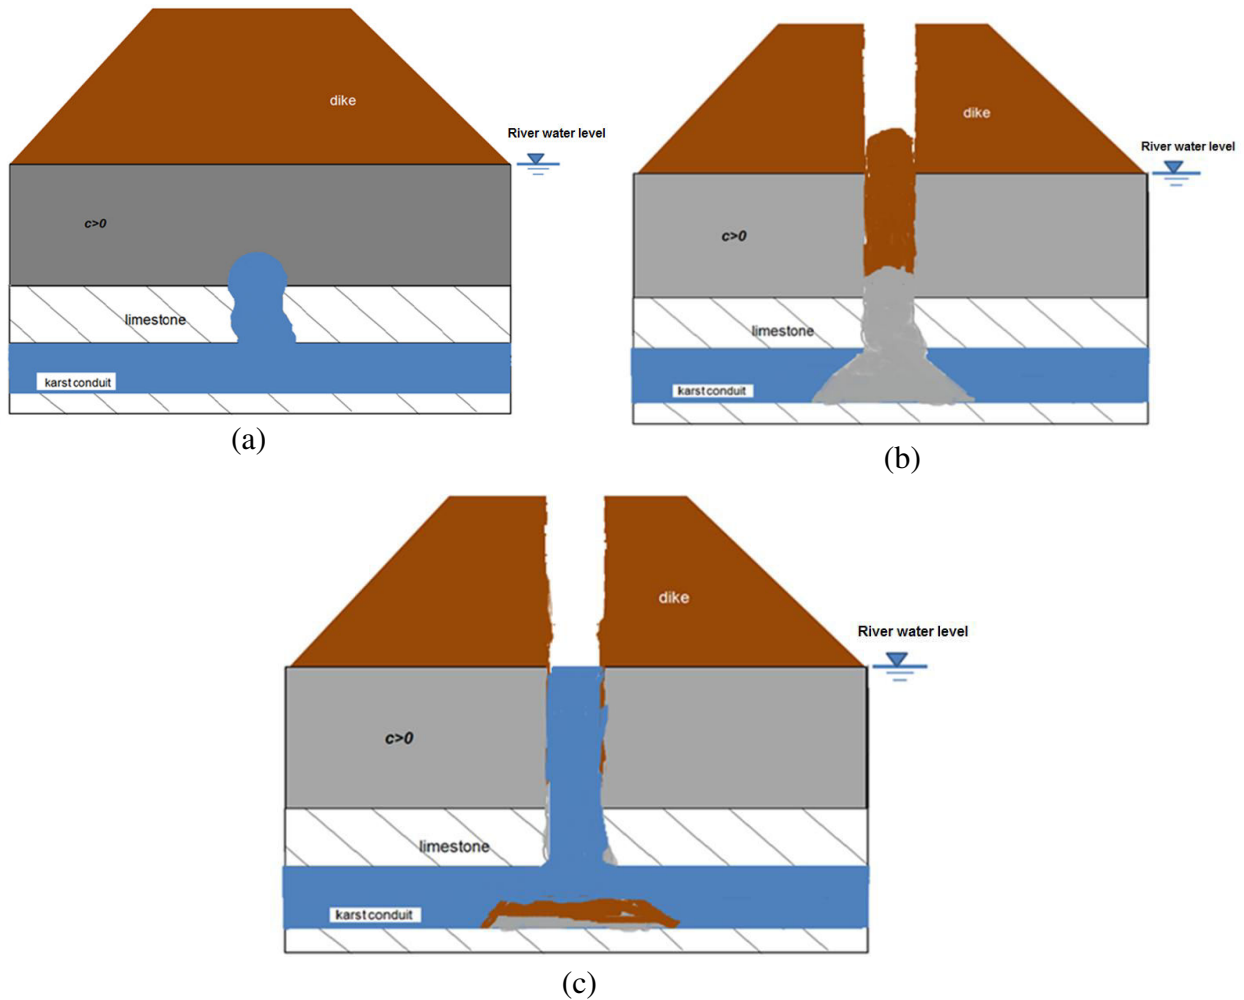 dike
River water level
c>0
limestone
karst conduit
(a)
dike
River water level
c>0
limestone
karst conduit
(b)
dike
River water level
c>0
limestone
karst conduit
(c)